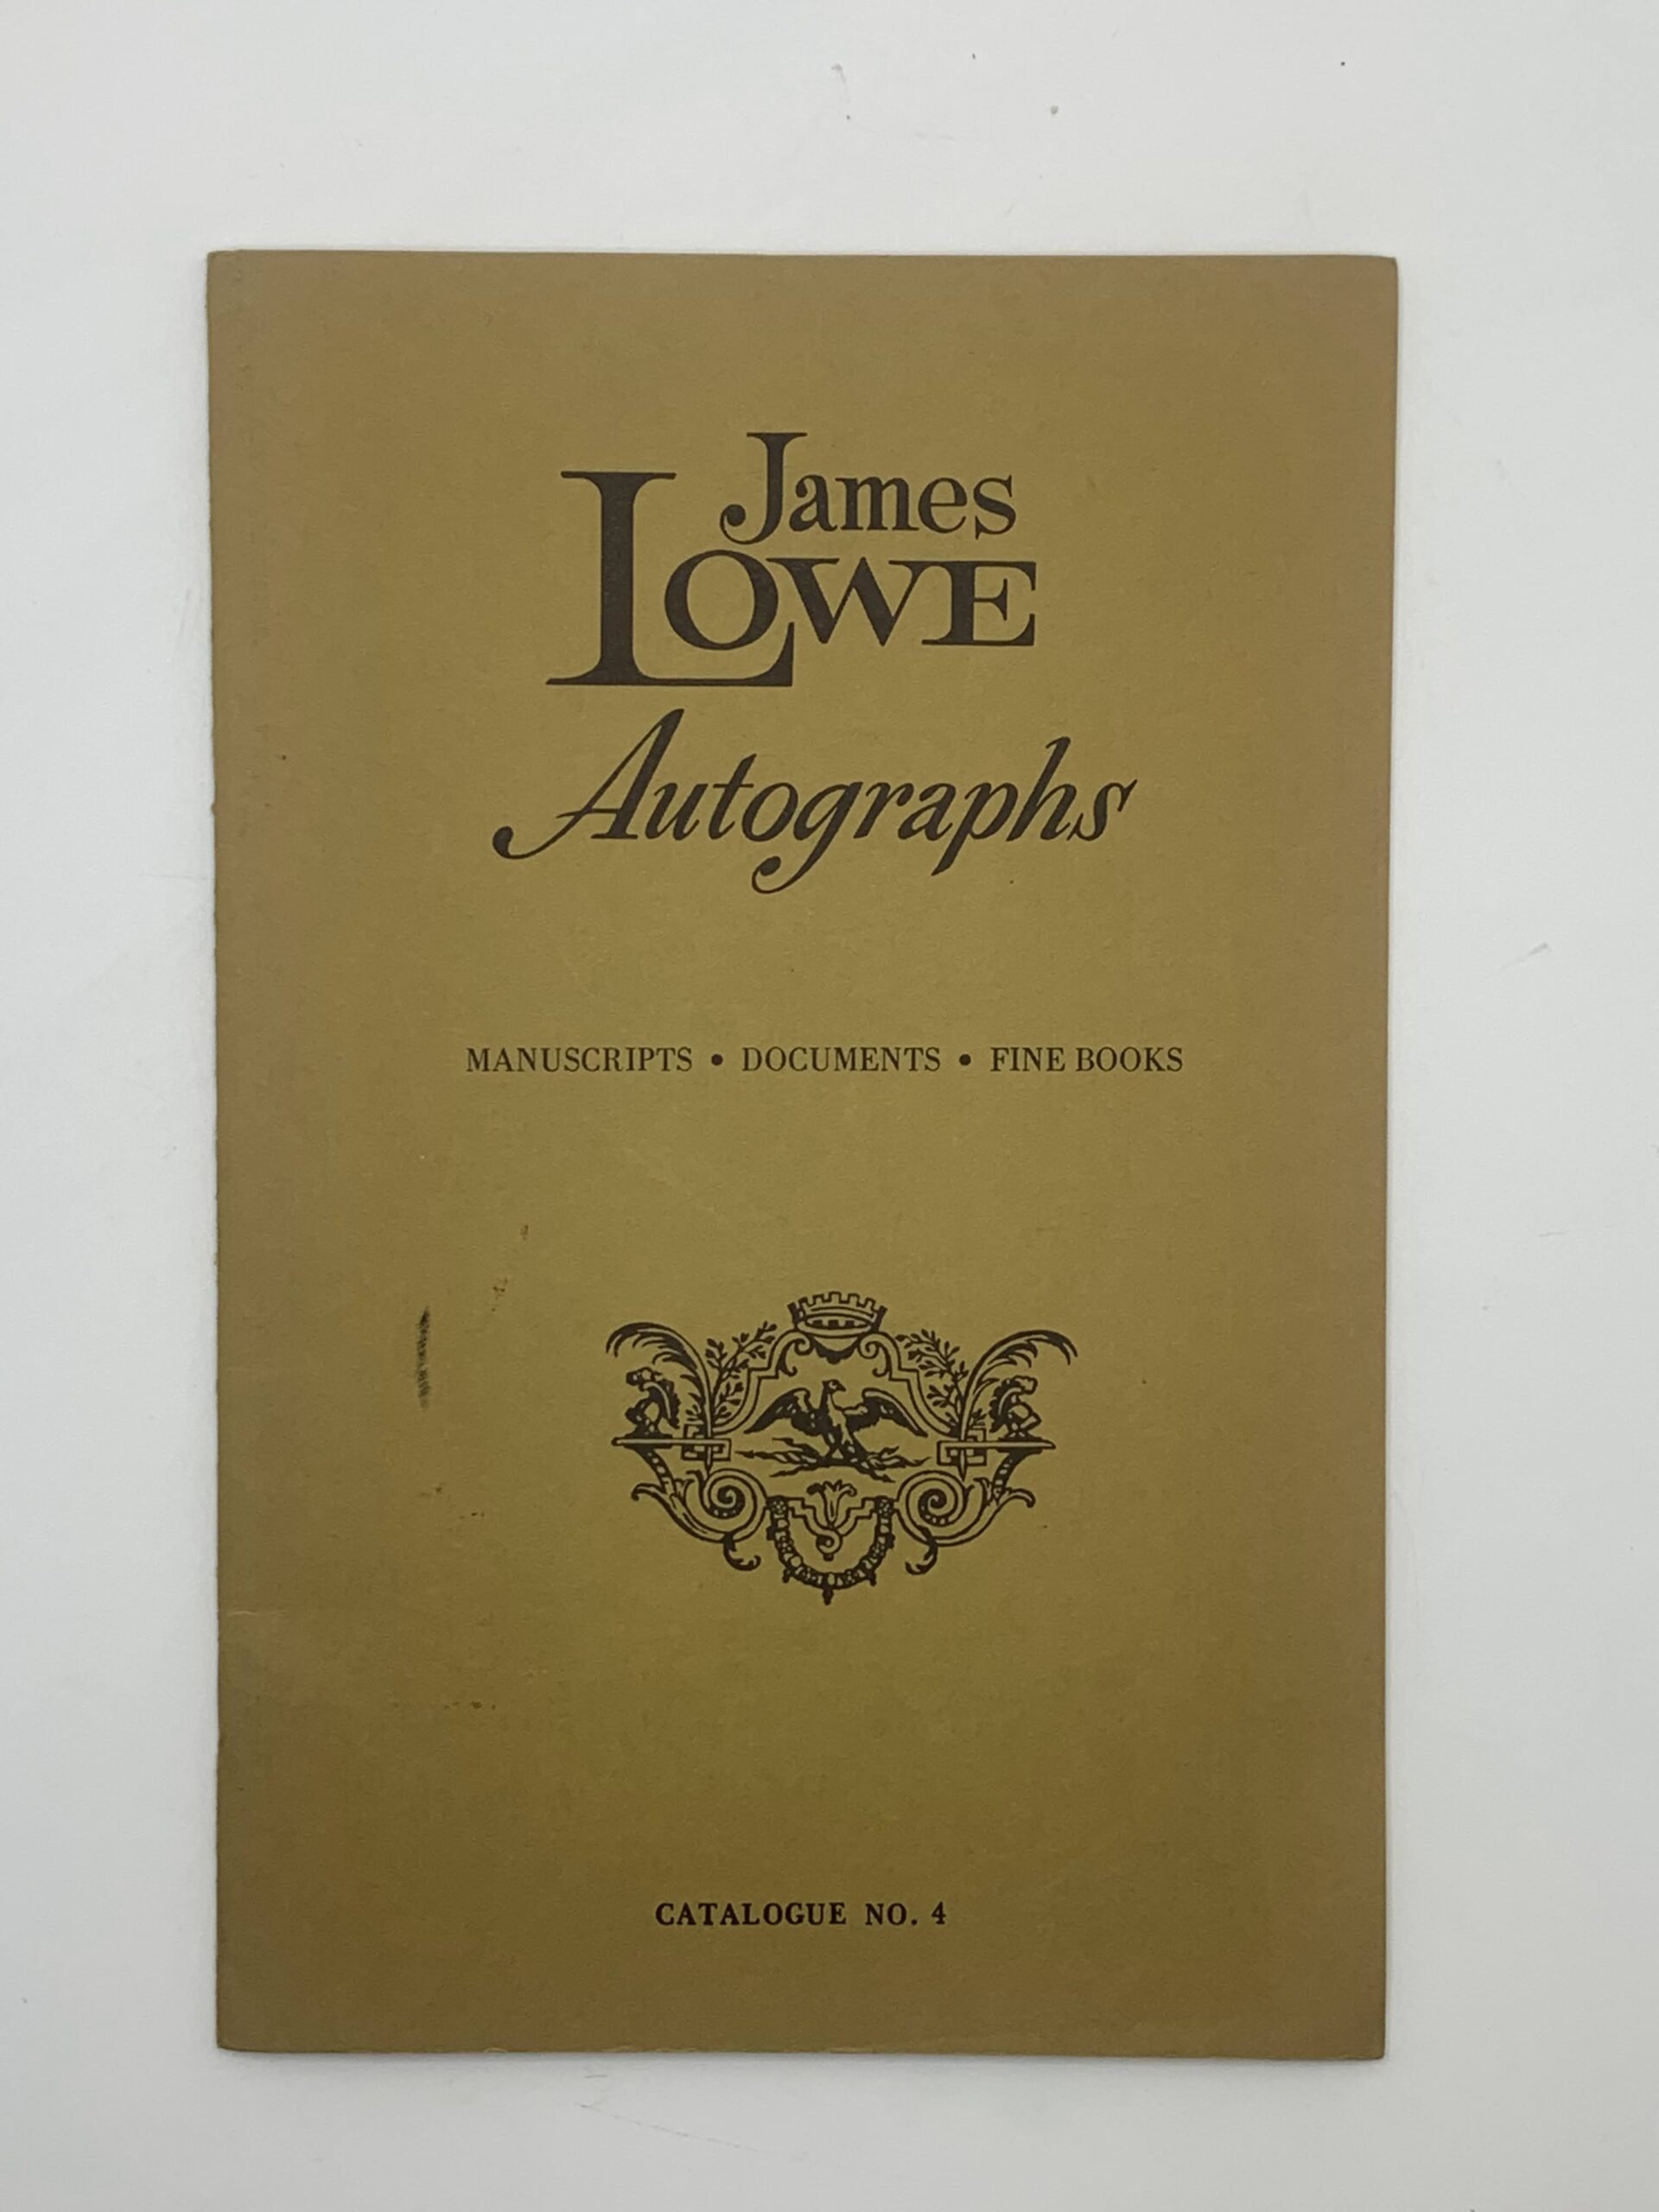 James
LOWE
Autographs
MANUSCRIPTS • DOCUMENTS • FINE BOOKS
CATALOGUE NO. 4